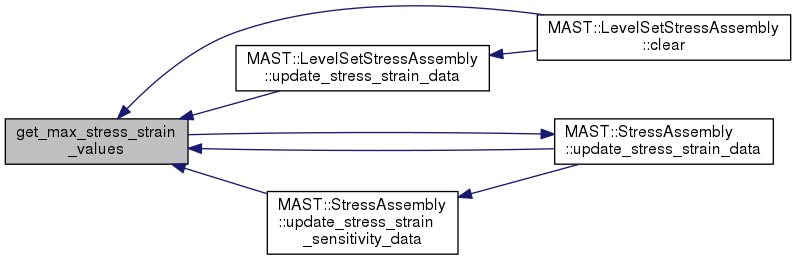 MAST::LevelSetStressAssembly
::clear
MAST::LevelSetStressAssembly
::update_stress_strain_data
get_max_stress_strain
_values
MAST::StressAssembly
::update_stress_strain_data
MAST::StressAssembly
::update_stress_strain
_sensitivity_data